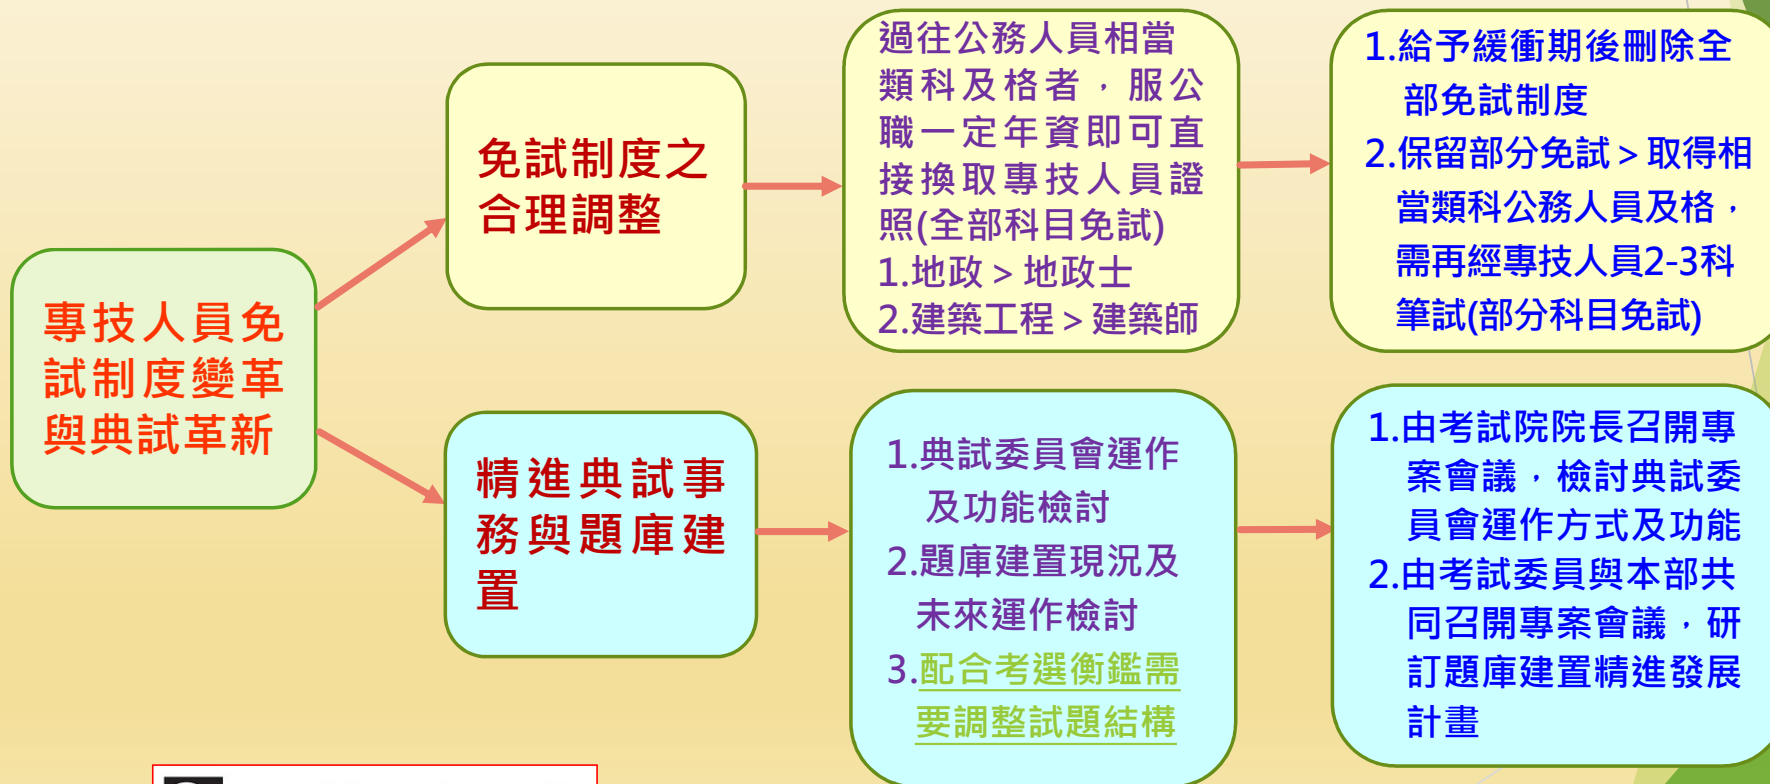 專技人員免
試制度變革
與典試革新
免試制度之
合理調整
過往公務人員相當
類科及格者，服公
職一定年資即可直
接換取專技人員證
照(全部科目免試)
1.地政＞地政士
2.建築工程＞建築師
1.給予緩衝期後刪除全
部免試制度
2.保留部分免試＞取得相
當類科公務人員及格，
需再經專技人員2-3科
筆試(部分科目免試)
精進典試事
務與題庫建
置
1.典試委員會運作
及功能檢討
2.題庫建置現況及
未來運作檢討
3.配合考選衡鑑需
要調整試題結構
1.由考試院院長召開專
案會議，檢討典試委
員會運作方式及功能
2.由考試委員與本部共
同召開專案會議，研
訂題庫建置精進發展
計畫